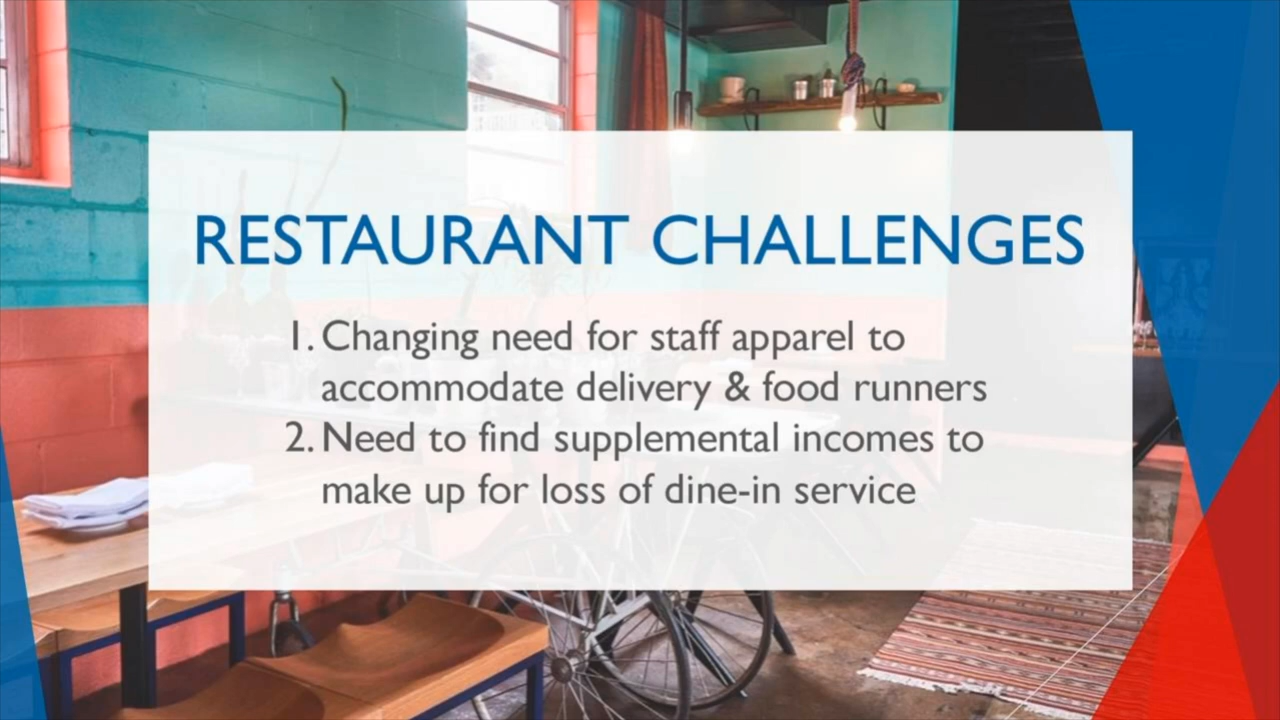 RESTAURANT CHALLENGES
1. Changing need for staff apparel to
accommodate delivery & food runners
2. Need to find supplemental incomes to
make up for loss of dine-in service